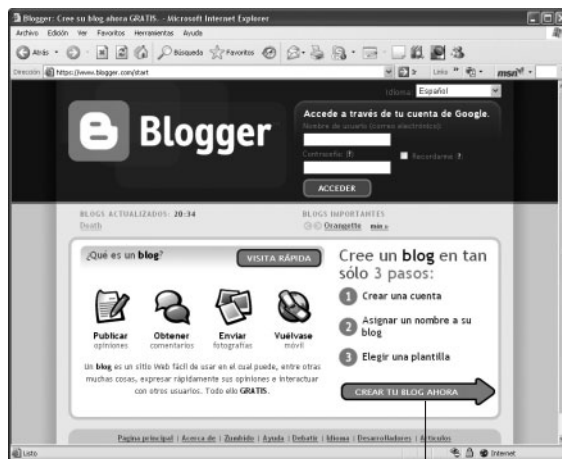 Blogger: Cree su blog ahora GRATIS. - Microsoft Internet Explorer
Archivo Edición Ver Favoritos Herramientas Ayuda
Atrás Búsqueda Favoritos
Dirección https://www.blogger.com/start Ir Links msn
Idioma: Español
Blogger
Accede a través de tu cuenta de Google.
Nombre de usuario (correo electrónico):
Contraseña: (?)
Recordarme (?)
ACCEDER
BLOGS ACTUALIZADOS: 20:34
Death
BLOGS IMPORTANTES
Orangette más »
¿Qué es un blog?
VISITA RÁPIDA
Publicar opiniones
Obtener comentarios
Enviar fotografías
Vuélvase móvil
Un blog es un sitio Web fácil de usar en el cual puede, entre otras
muchas cosas, expresar rápidamente sus opiniones e interactuar
con otros usuarios. Todo ello GRATIS.
Cree un blog en tan
sólo 3 pasos:
1 Crear una cuenta
2 Asignar un nombre a su
blog
3 Elegir una plantilla
CREAR TU BLOG AHORA
Página principal | Acerca de | Zumbido | Ayuda | Debatir | Idioma | Desarrolladores | Artículos
Listo
Internet